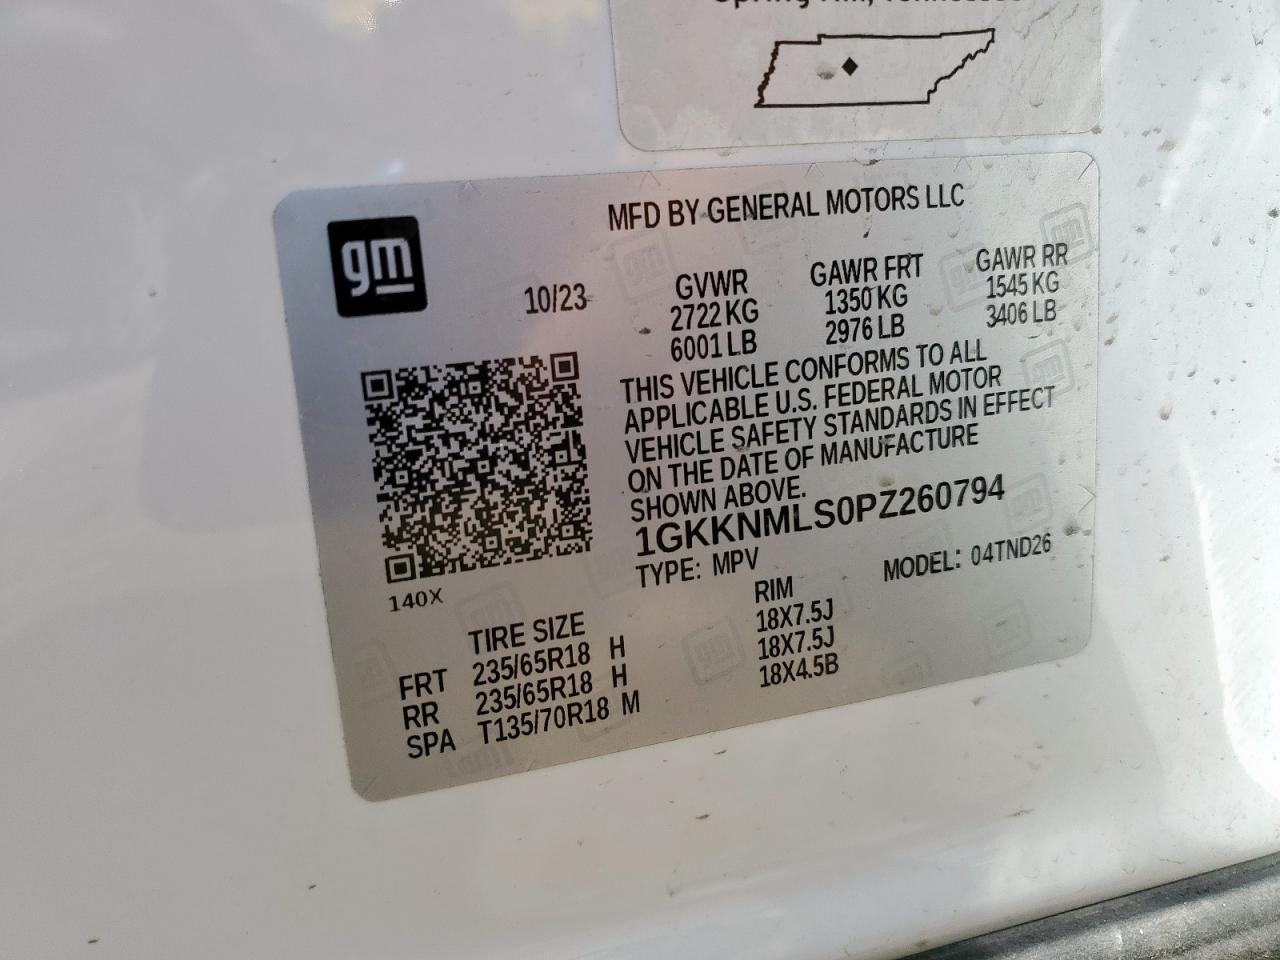 Spring Hill, Tennessee
gm
MFD BY GENERAL MOTORS LLC
10/23
GVWR GAWR FRT GAWR RR
2722 KG 1350 KG 1545 KG
6001 LB 2976 LB 3406 LB
THIS VEHICLE CONFORMS TO ALL
APPLICABLE U.S. FEDERAL MOTOR
VEHICLE SAFETY STANDARDS IN EFFECT
ON THE DATE OF MANUFACTURE
SHOWN ABOVE.
1GKKNMLS0PZ260794
TYPE: MPV MODEL: 04TND26
140X
TIRE SIZE RIM
FRT 235/65R18 H 18X7.5J
RR 235/65R18 H 18X7.5J
SPA T135/70R18 M 18X4.5B